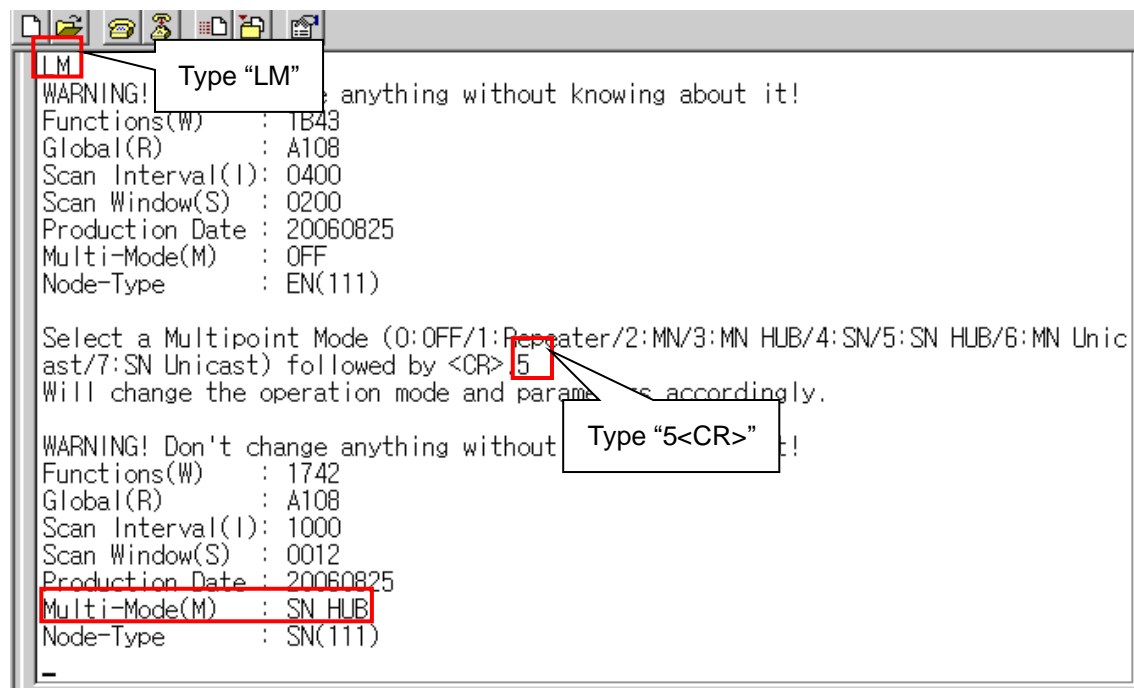 LM
Type “LM”
WARNING! anything without knowing about it!
Functions(W) : 1B43
Global(R) : A108
Scan Interval(I): 0400
Scan Window(S) : 0200
Production Date : 20060825
Multi-Mode(M) : OFF
Node-Type : EN(111)
Select a Multipoint Mode (0:OFF/1:Repeater/2:MN/3:MN HUB/4:SN/5:SN HUB/6:MN Unic
ast/7:SN Unicast) followed by <CR>.5
Will change the operation mode and parameters accordingly.
Type “5<CR>”
WARNING! Don't change anything without t!
Functions(W) : 1742
Global(R) : A108
Scan Interval(I): 1000
Scan Window(S) : 0012
Production Date : 20060825
Multi-Mode(M) : SN HUB
Node-Type : SN(111)